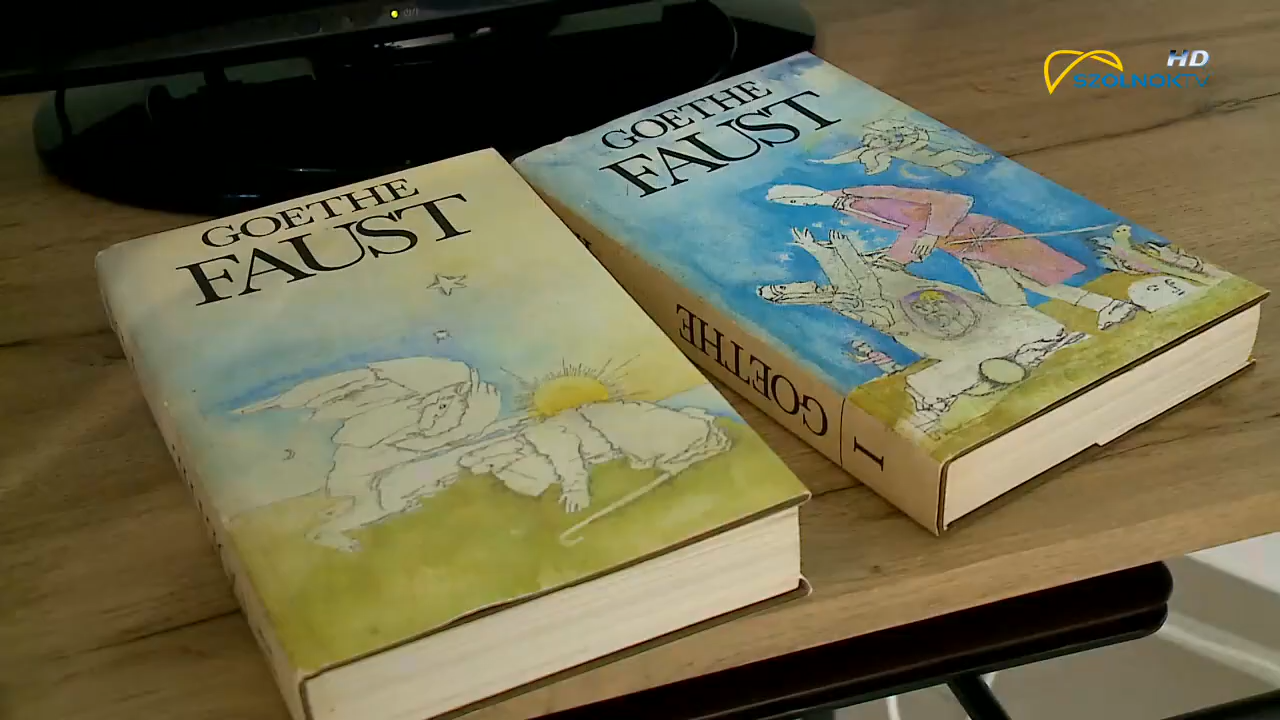 HD
SZOLNOKTV
GOETHE
FAUST
GOETHE
FAUST
GOETHE
I